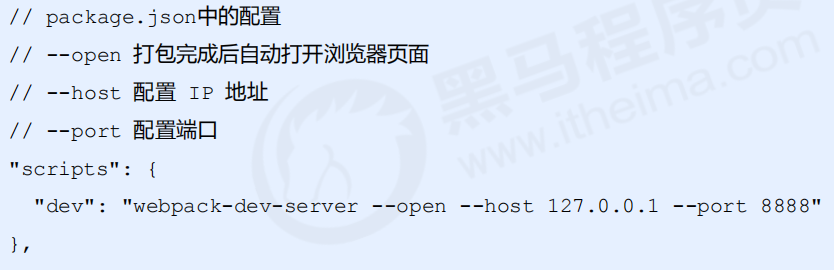 // package.json中的配置
// --open 打包完成后自动打开浏览器页面
// --host 配置 IP 地址
// --port 配置端口
"scripts": {
  "dev": "webpack-dev-server --open --host 127.0.0.1 --port 8888"
},
黑马程序员
www.itheima.com